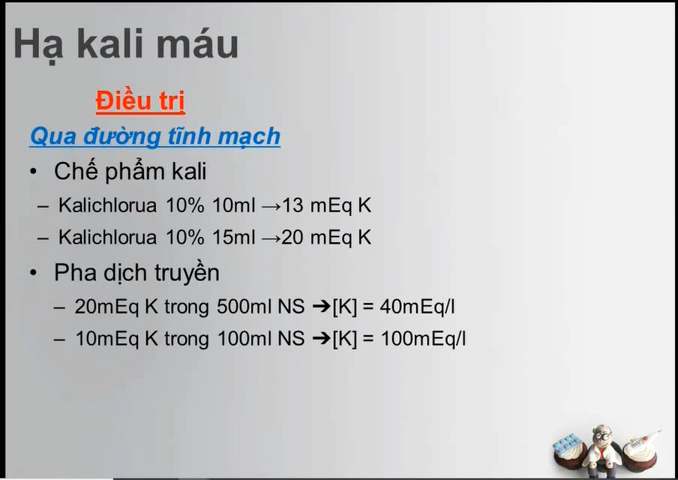 Hạ kali máu
Điều trị
Qua đường tĩnh mạch
• Chế phẩm kali
– Kalichlorua 10% 10ml →13 mEq K
– Kalichlorua 10% 15ml →20 mEq K
• Pha dịch truyền
– 20mEq K trong 500ml NS ➔[K] = 40mEq/l
– 10mEq K trong 100ml NS ➔[K] = 100mEq/l